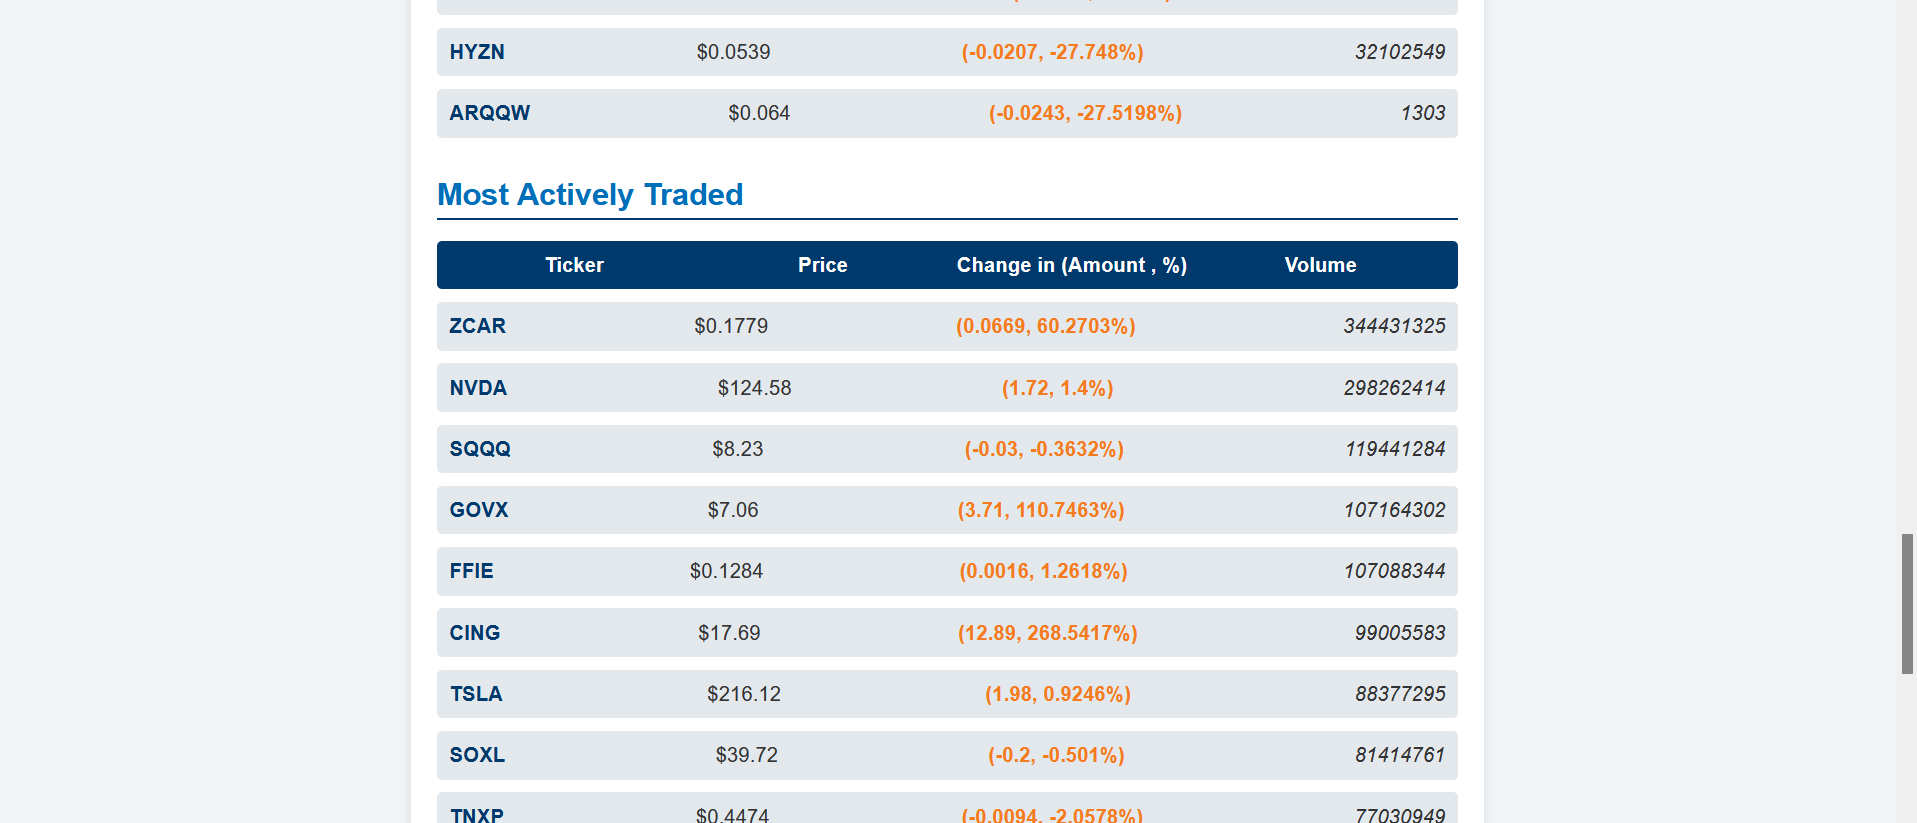 HYZN $0.0539 (-0.0207, -27.748%) 32102549
ARQQW $0.064 (-0.0243, -27.5198%) 1303
Most Actively Traded
Ticker Price Change in (Amount , %) Volume
ZCAR $0.1779 (0.0669, 60.2703%) 344431325
NVDA $124.58 (1.72, 1.4%) 298262414
SQQQ $8.23 (-0.03, -0.3632%) 119441284
GOVX $7.06 (3.71, 110.7463%) 107164302
FFIE $0.1284 (0.0016, 1.2618%) 107088344
CING $17.69 (12.89, 268.5417%) 99005583
TSLA $216.12 (1.98, 0.9246%) 88377295
SOXL $39.72 (-0.2, -0.501%) 81414761
TNXP $0.4474 (-0.0094, -2.0578%) 77030949